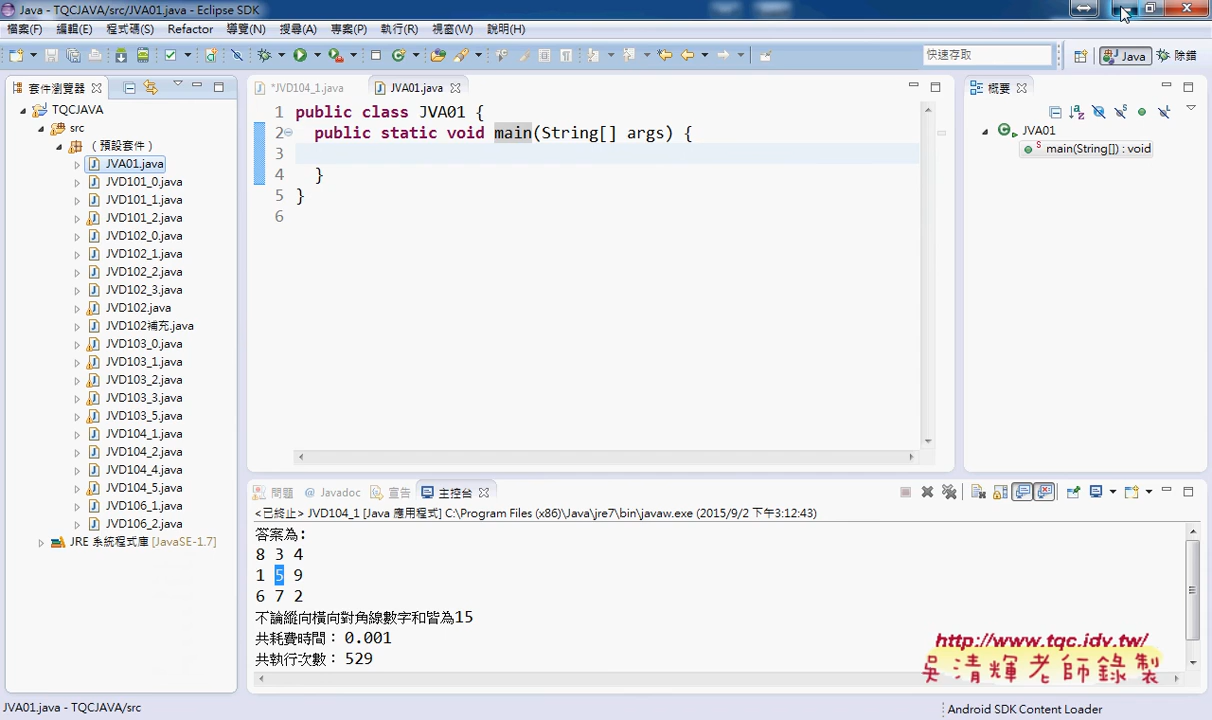 Java - TQCJAVA/src/JVA01.java - Eclipse SDK
檔案(F) 編輯(E) 程式碼(S) Refactor 導覽(N) 搜尋(A) 專案(P) 執行(R) 視窗(W) 說明(H)
快速存取 Java 除錯
套件瀏覽器
TQCJAVA
src
（預設套件）
JVA01.java
JVD101_0.java
JVD101_1.java
JVD101_2.java
JVD102_0.java
JVD102_1.java
JVD102_2.java
JVD102_3.java
JVD102.java
JVD102補充.java
JVD103_0.java
JVD103_1.java
JVD103_2.java
JVD103_3.java
JVD103_5.java
JVD104_1.java
JVD104_2.java
JVD104_4.java
JVD104_5.java
JVD106_1.java
JVD106_2.java
JRE 系統程式庫 [JavaSE-1.7]
*JVD104_1.java JVA01.java
1 public class JVA01 {
2 public static void main(String[] args) {
3
4 }
5 }
6
概要
JVA01
main(String[]) : void
問題 @ Javadoc 宣告 主控台
<已終止> JVD104_1 [Java 應用程式] C:\Program Files (x86)\Java\jre7\bin\javaw.exe (2015/9/2 下午3:12:43)
答案為:
8 3 4
1 5 9
6 7 2
不論縱向橫向對角線數字和皆為15
共耗費時間：0.001
共執行次數：529
http://www.tqc.idv.tw/
吳清輝老師錄製
JVA01.java - TQCJAVA/src
Android SDK Content Loader